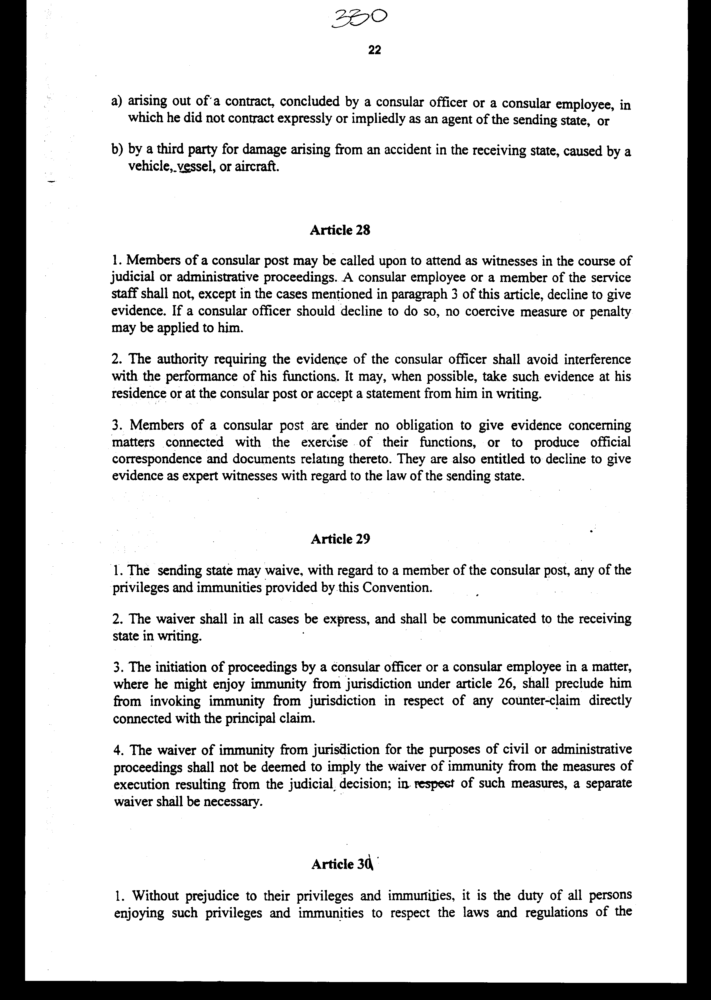 330
22
a) arising out of a contract, concluded by a consular officer or a consular employee, in
which he did not contract expressly or impliedly as an agent of the sending state, or
b) by a third party for damage arising from an accident in the receiving state, caused by a
vehicle, vessel, or aircraft.
Article 28
1. Members of a consular post may be called upon to attend as witnesses in the course of
judicial or administrative proceedings. A consular employee or a member of the service
staff shall not, except in the cases mentioned in paragraph 3 of this article, decline to give
evidence. If a consular officer should decline to do so, no coercive measure or penalty
may be applied to him.
2. The authority requiring the evidence of the consular officer shall avoid interference
with the performance of his functions. It may, when possible, take such evidence at his
residence or at the consular post or accept a statement from him in writing.
3. Members of a consular post are under no obligation to give evidence concerning
matters connected with the exercise of their functions, or to produce official
correspondence and documents relating thereto. They are also entitled to decline to give
evidence as expert witnesses with regard to the law of the sending state.
Article 29
1. The sending state may waive, with regard to a member of the consular post, any of the
privileges and immunities provided by this Convention.
2. The waiver shall in all cases be express, and shall be communicated to the receiving
state in writing.
3. The initiation of proceedings by a consular officer or a consular employee in a matter,
where he might enjoy immunity from jurisdiction under article 26, shall preclude him
from invoking immunity from jurisdiction in respect of any counter-claim directly
connected with the principal claim.
4. The waiver of immunity from jurisdiction for the purposes of civil or administrative
proceedings shall not be deemed to imply the waiver of immunity from the measures of
execution resulting from the judicial decision; in respect of such measures, a separate
waiver shall be necessary.
Article 30
1. Without prejudice to their privileges and immunities, it is the duty of all persons
enjoying such privileges and immunities to respect the laws and regulations of the